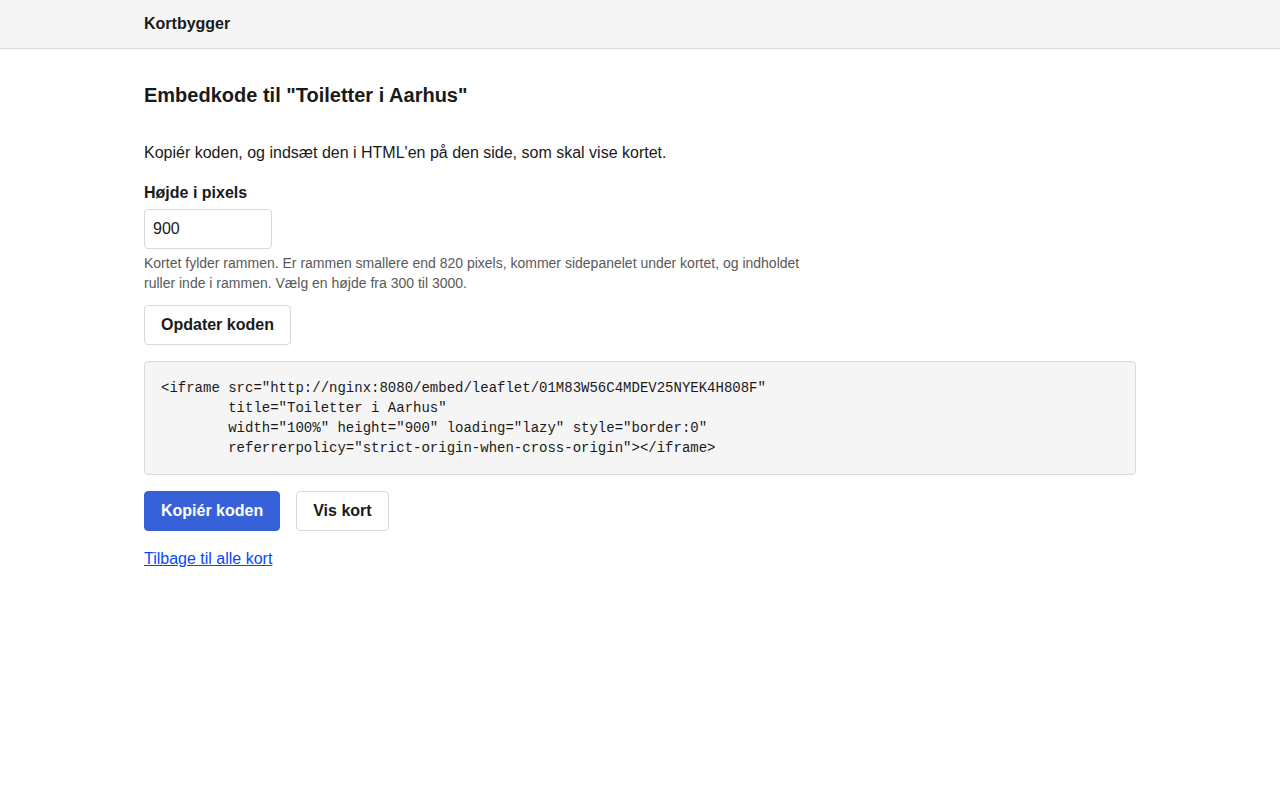 Kortbygger
Embedkode til "Toiletter i Aarhus"
Kopiér koden, og indsæt den i HTML'en på den side, som skal vise kortet.
Højde i pixels
900
Kortet fylder rammen. Er rammen smallere end 820 pixels, kommer sidepanelet under kortet, og indholdet
ruller inde i rammen. Vælg en højde fra 300 til 3000.
Opdater koden
<iframe src="http://nginx:8080/embed/leaflet/01M83W56C4MDEV25NYEK4H808F"
        title="Toiletter i Aarhus"
        width="100%" height="900" loading="lazy" style="border:0"
        referrerpolicy="strict-origin-when-cross-origin"></iframe>
Kopiér koden
Vis kort
Tilbage til alle kort